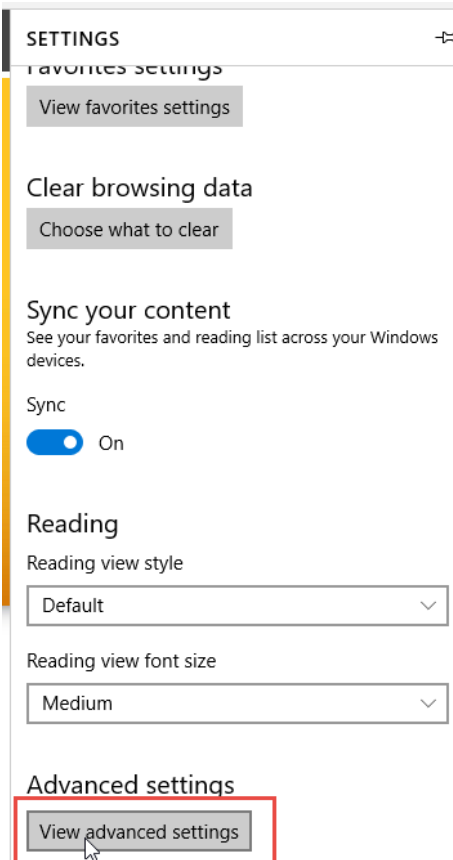 SETTINGS
Favorites settings
View favorites settings
Clear browsing data
Choose what to clear
Sync your content
See your favorites and reading list across your Windows
devices.
Sync
On
Reading
Reading view style
Default
Reading view font size
Medium
Advanced settings
View advanced settings